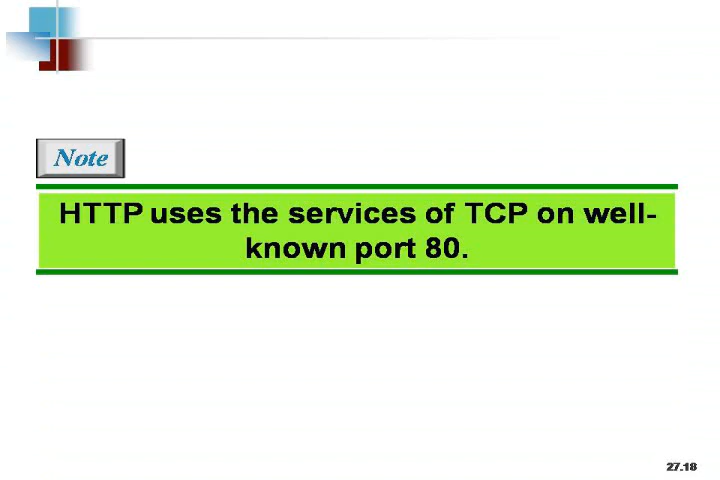 Note
HTTP uses the services of TCP on well-
known port 80.
27.18